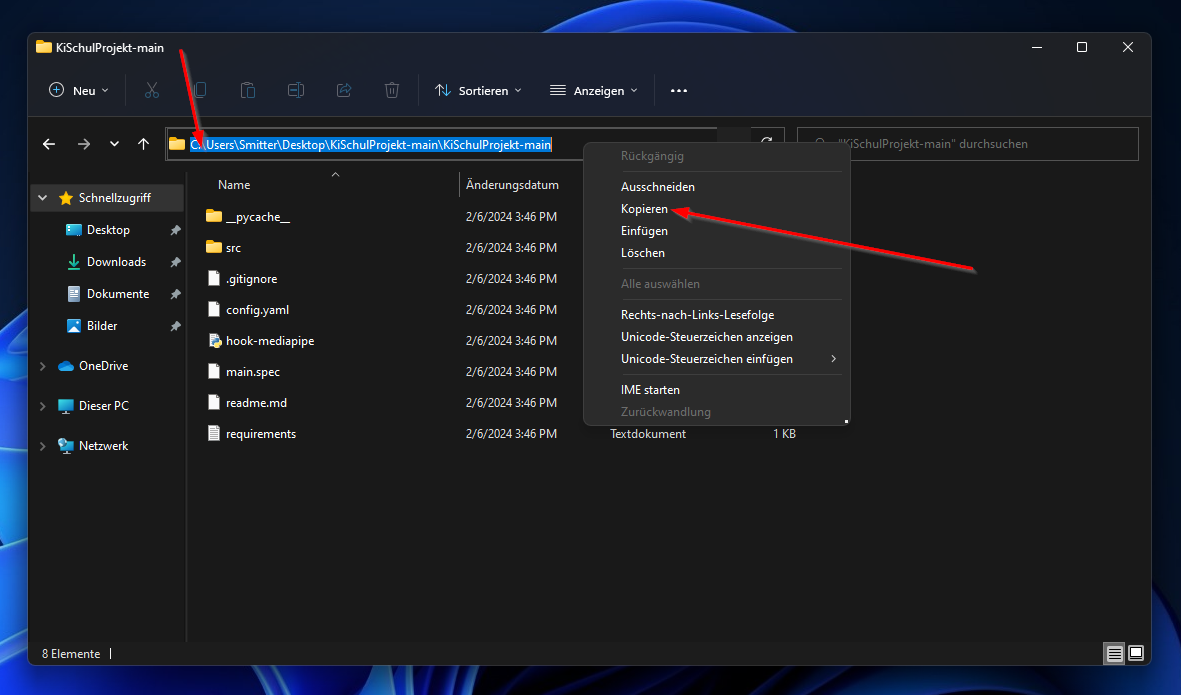 KiSchulProjekt-main
Neu
Sortieren
Anzeigen
C:\Users\Smitter\Desktop\KiSchulProjekt-main\KiSchulProjekt-main
"KiSchulProjekt-main" durchsuchen
Schnellzugriff
Desktop
Downloads
Dokumente
Bilder
OneDrive
Dieser PC
Netzwerk
Name Änderungsdatum
__pycache__ 2/6/2024 3:46 PM
src 2/6/2024 3:46 PM
.gitignore 2/6/2024 3:46 PM
config.yaml 2/6/2024 3:46 PM
hook-mediapipe 2/6/2024 3:46 PM
main.spec 2/6/2024 3:46 PM
readme.md 2/6/2024 3:46 PM
requirements 2/6/2024 3:46 PM Textdokument 1 KB
Rückgängig
Ausschneiden
Kopieren
Einfügen
Löschen
Alle auswählen
Rechts-nach-Links-Lesefolge
Unicode-Steuerzeichen anzeigen
Unicode-Steuerzeichen einfügen
IME starten
Zurückwandlung
8 Elemente